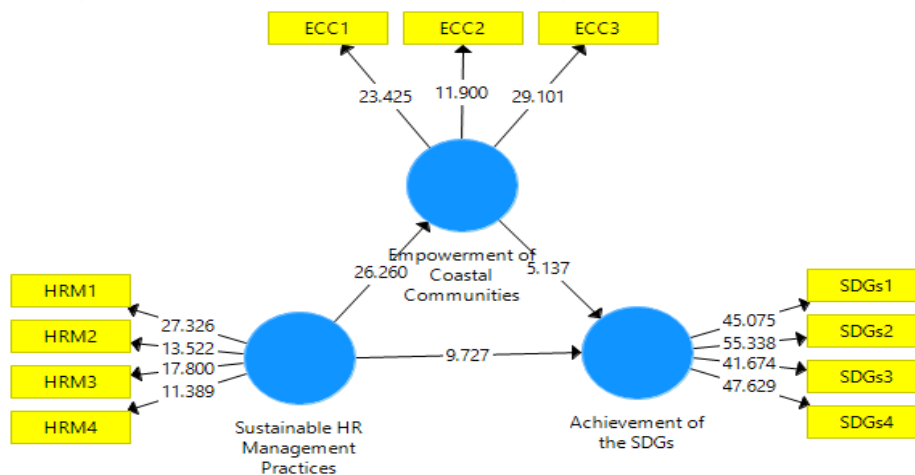 ECC1
ECC2
ECC3
23.425
11.900
29.101
Empowerment of
Coastal
Communities
26.260
5.137
HRM1
HRM2
HRM3
HRM4
27.326
13.522
17.800
11.389
9.727
Sustainable HR
Management
Practices
Achievement of
the SDGs
45.075
55.338
41.674
47.629
SDGs1
SDGs2
SDGs3
SDGs4